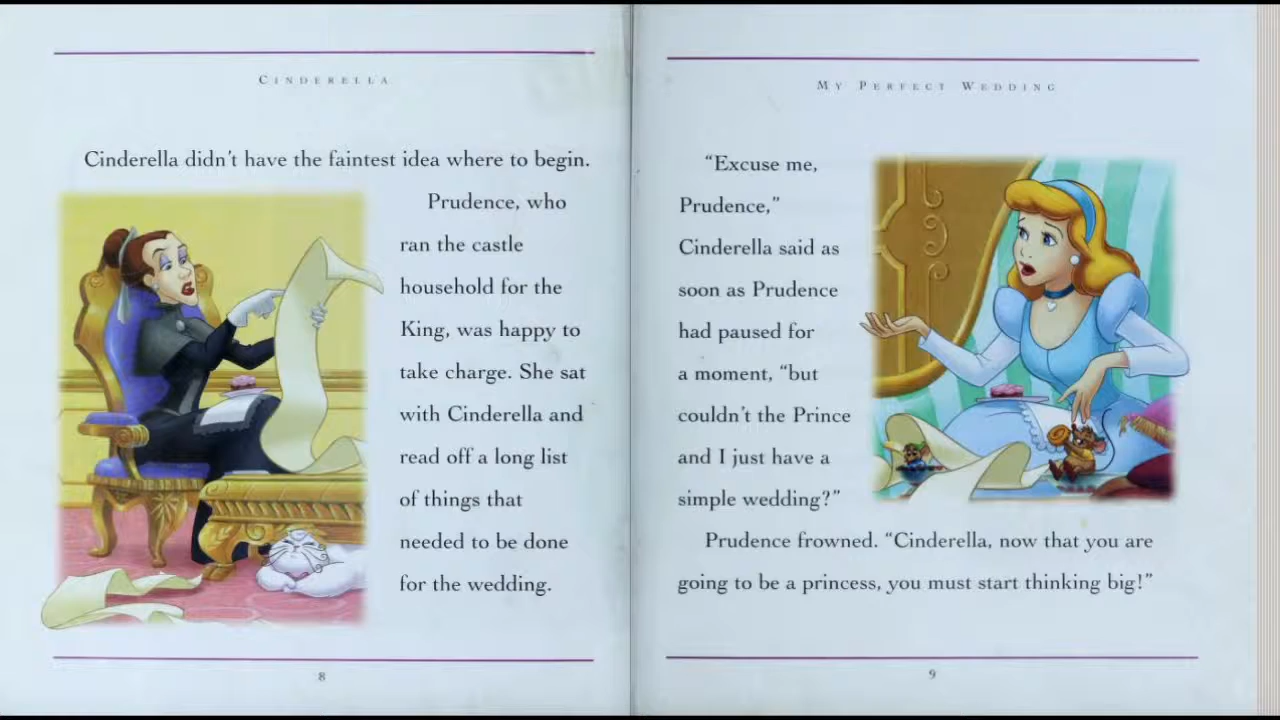 CINDERELLA
Cinderella didn't have the faintest idea where to begin.
Prudence, who
ran the castle
household for the
King, was happy to
take charge. She sat
with Cinderella and
read off a long list
of things that
needed to be done
for the wedding.
8
MY PERFECT WEDDING
“Excuse me,
Prudence,”
Cinderella said as
soon as Prudence
had paused for
a moment, “but
couldn't the Prince
and I just have a
simple wedding?”
Prudence frowned. “Cinderella, now that you are
going to be a princess, you must start thinking big!”
9